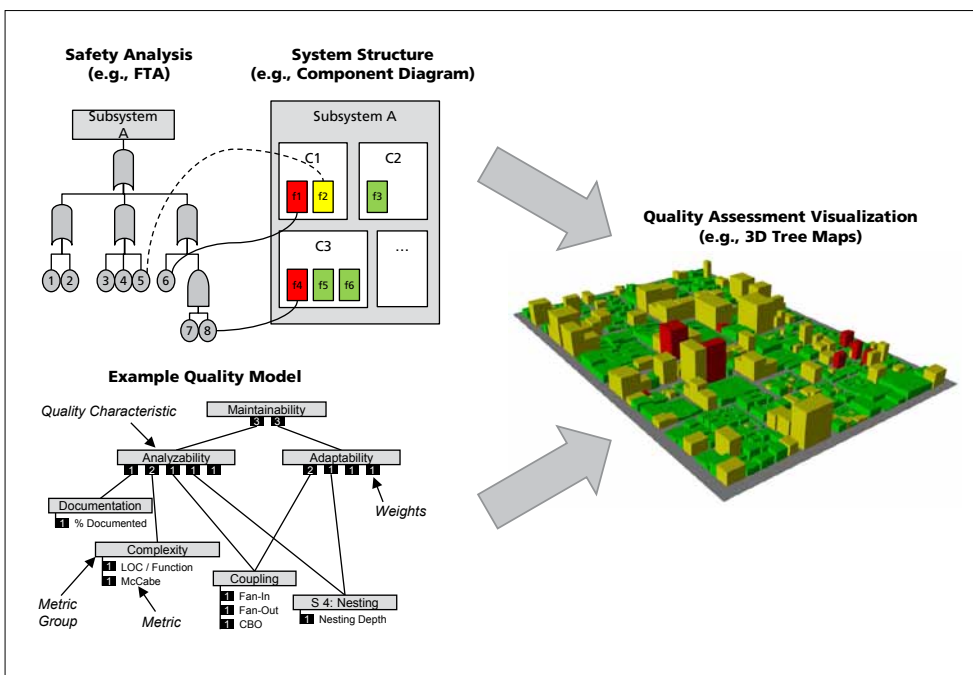 Safety Analysis
(e.g., FTA)
System Structure
(e.g., Component Diagram)
Subsystem
A
1 2 3 4 5 6
7 8
Subsystem A
C1
C2
f1 f2 f3
C3
...
f4 f5 f6
Quality Assessment Visualization
(e.g., 3D Tree Maps)
Example Quality Model
Quality Characteristic
Maintainability
3 3
Analyzability
1 2 1 1 1
Adaptability
2 1 1 1
Weights
Documentation
1 % Documented
Complexity
1 LOC / Function
1 McCabe
Metric
Group
Metric
Coupling
1 Fan-In
1 Fan-Out
1 CBO
S 4: Nesting
1 Nesting Depth